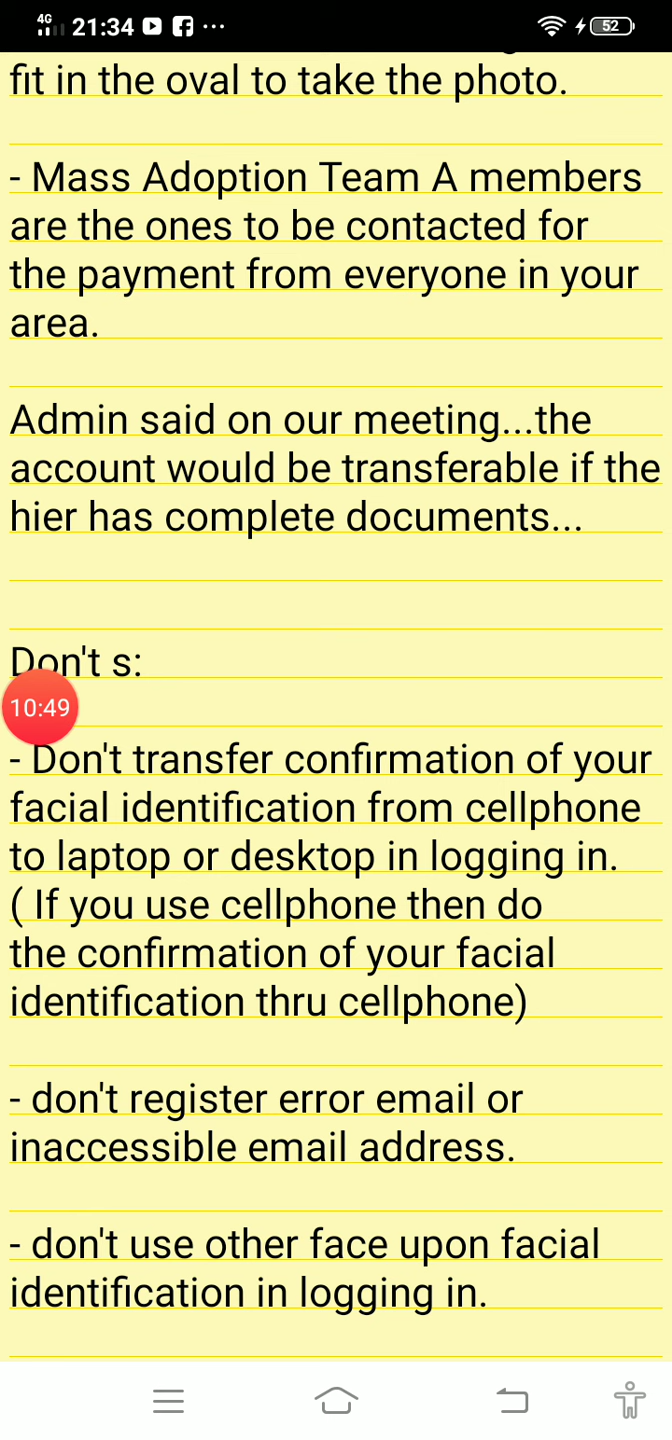 4G 21:34 52
fit in the oval to take the photo.
- Mass Adoption Team A members
are the ones to be contacted for
the payment from everyone in your
area.
Admin said on our meeting...the
account would be transferable if the
hier has complete documents...
Don't s:
10:49
- Don't transfer confirmation of your
facial identification from cellphone
to laptop or desktop in logging in.
( If you use cellphone then do
the confirmation of your facial
identification thru cellphone)
- don't register error email or
inaccessible email address.
- don't use other face upon facial
identification in logging in.